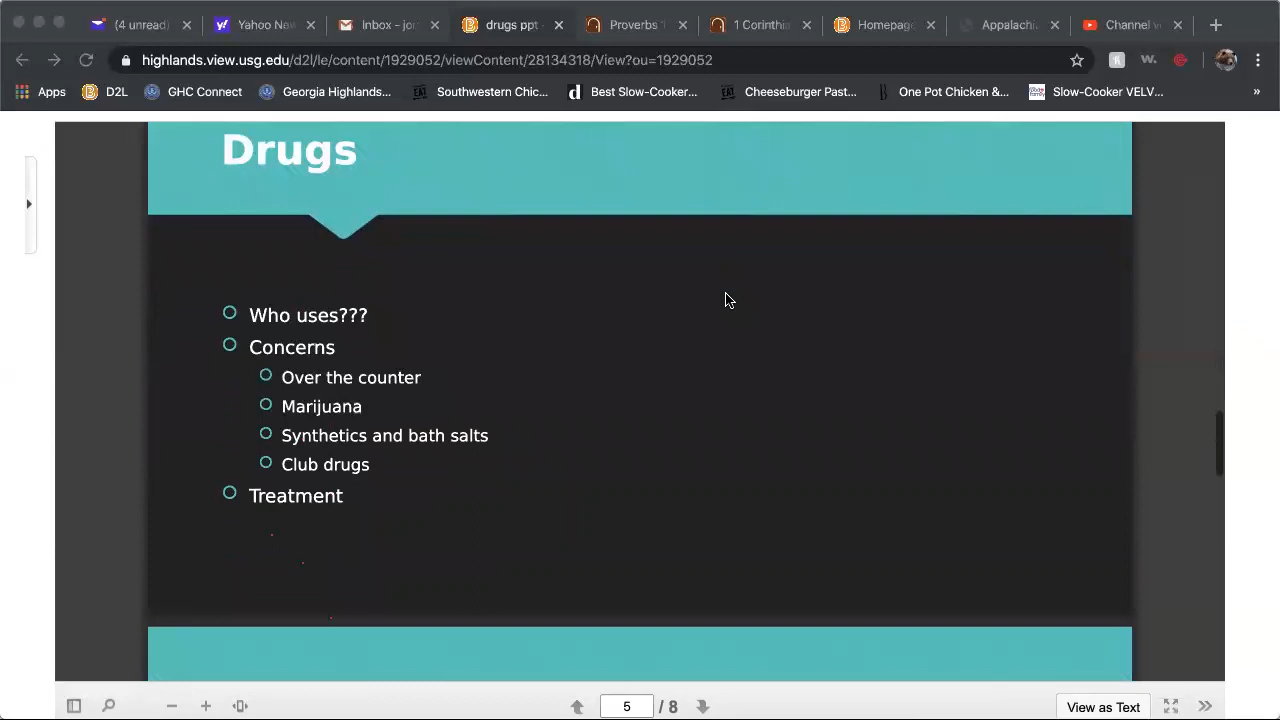 (4 unread)
Yahoo Na
Inbox - jor
drugs ppt -
Proverbs
1 Corinthia
Homepage
Appalachi
Channel
highlands.view.usg.edu/d2l/le/content/1929052/viewContent/28134318/View?ou=1929052
Apps
D2L
GHC Connect
Georgia Highlands...
Southwestern Chic...
Best Slow-Cooker...
Cheeseburger Past...
One Pot Chicken &...
Slow-Cooker VELV...
»
Drugs
Who uses???
Concerns
Over the counter
Marijuana
Synthetics and bath salts
Club drugs
Treatment
5 / 8
View as Text